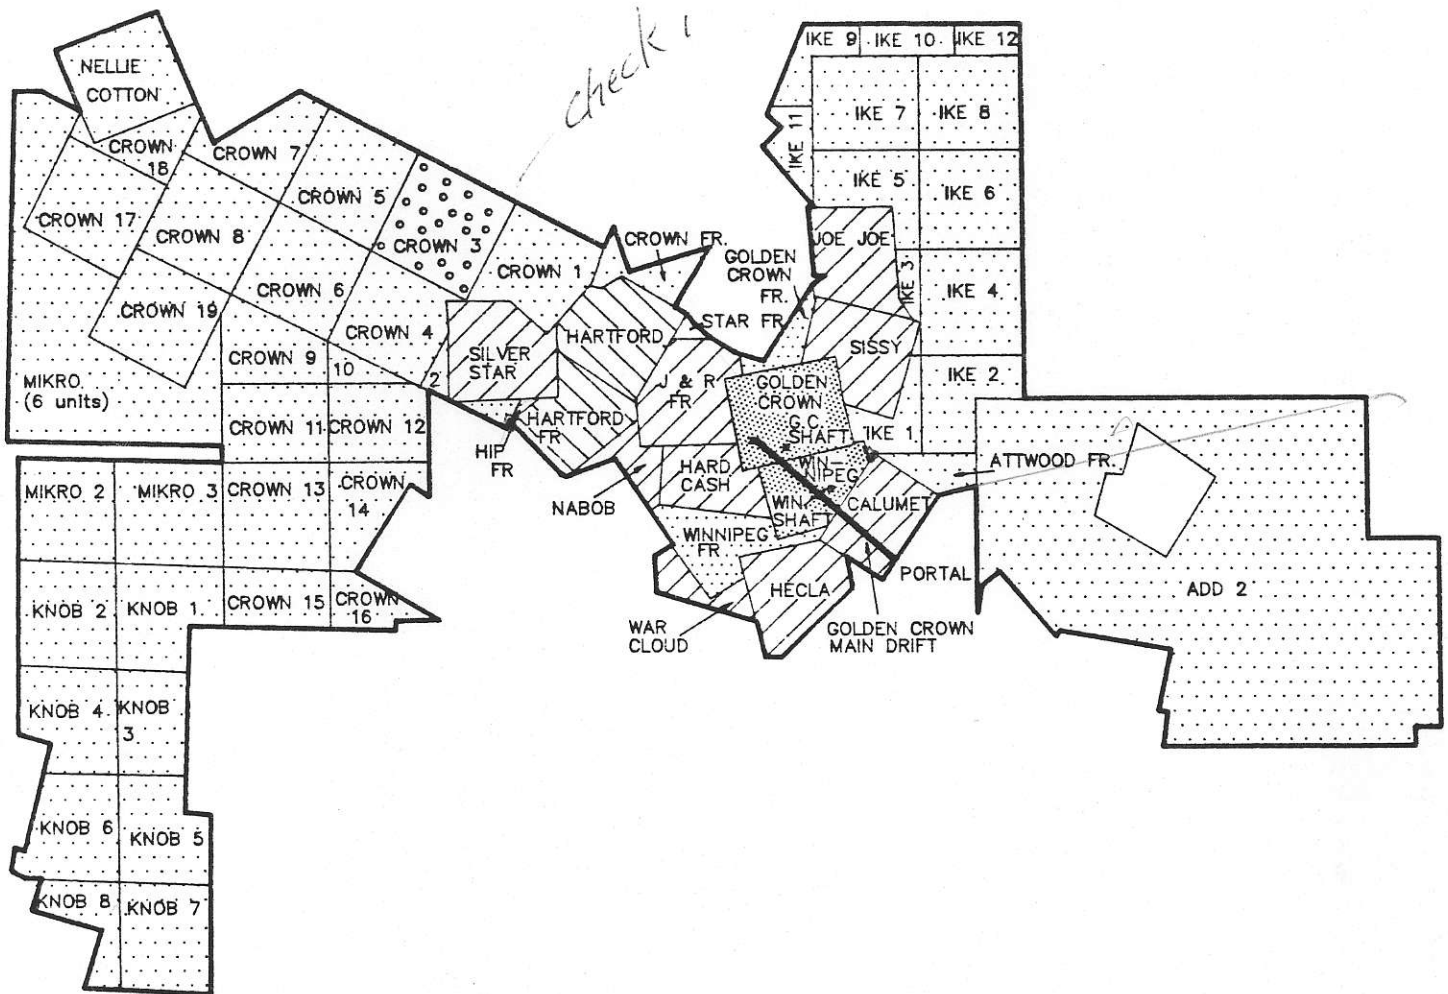 check
IKE 9
IKE 10
IKE 12
NELLIE
COTTON
IKE 7
IKE 8
IKE 11
CROWN
18
CROWN 7
CROWN 5
IKE 5
IKE 6
CROWN 17
CROWN 8
CROWN 3
CROWN 1
CROWN FR.
GOLDEN
CROWN
FR.
JOE JOE
IKE 3
IKE 4
CROWN 19
CROWN 6
CROWN 4
HARTFORD
STAR FR.
SISSY
SILVER
STAR
CROWN 9
10
2
J & R
FR
GOLDEN
CROWN
G.C.
SHAFT
IKE 2
MIKRO
(6 units)
CROWN 11
CROWN 12
HARTFORD
FR
HIP
FR
IKE 1
ATTWOOD FR.
MIKRO 2
MIKRO 3
CROWN 13
CROWN
14
NABOB
HARD
CASH
WIN-
NIPEG
WIN.
SHAFT
CALUMET
WINNIPEG
FR
PORTAL
KNOB 2
KNOB 1
CROWN 15
CROWN
16
HECLA
ADD 2
WAR
CLOUD
GOLDEN CROWN
MAIN DRIFT
KNOB 4
KNOB
3
KNOB 6
KNOB 5
KNOB 8
KNOB 7